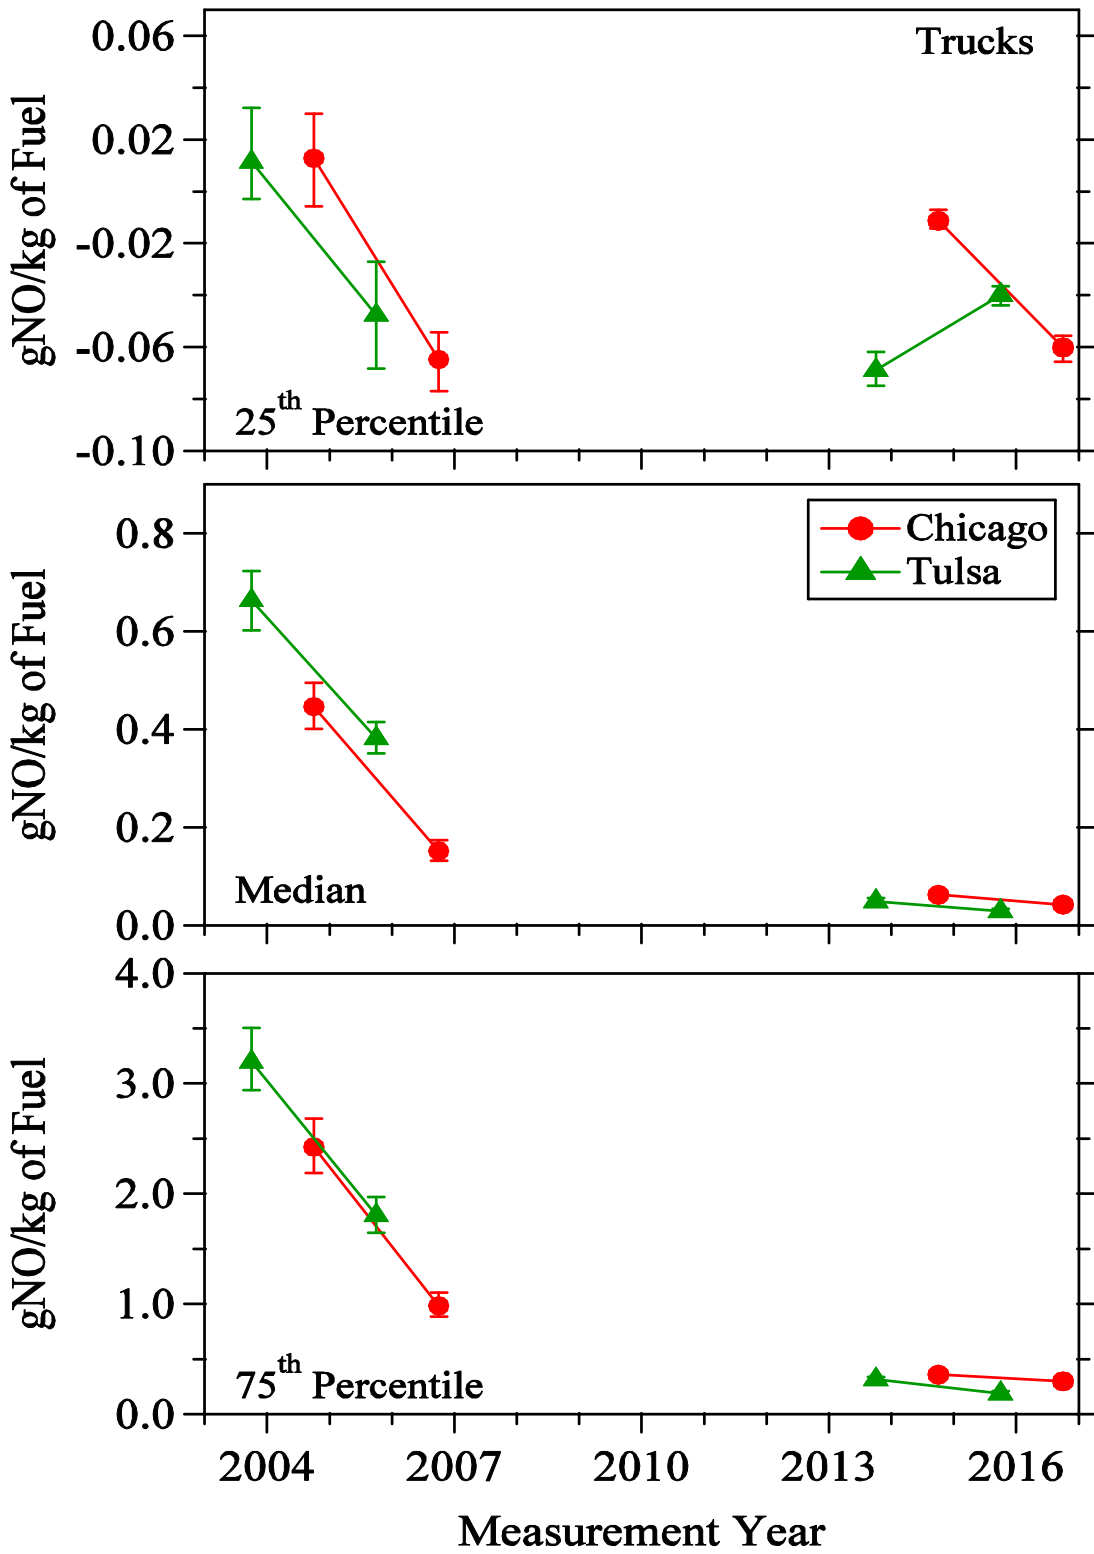 Trucks
gNO/kg of Fuel
0.06
0.02
-0.02
-0.06
-0.10
25th Percentile
gNO/kg of Fuel
0.8
0.6
0.4
0.2
0.0
Chicago
Tulsa
Median
gNO/kg of Fuel
4.0
3.0
2.0
1.0
0.0
75th Percentile
2004 2007 2010 2013 2016
Measurement Year